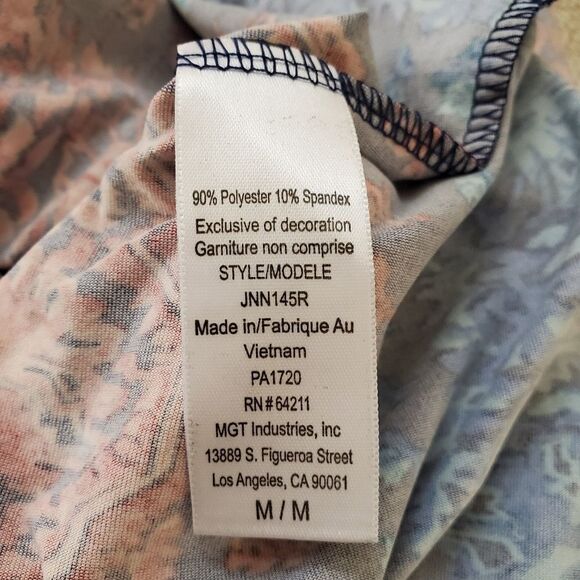 90% Polyester 10% Spandex
Exclusive of decoration
Garniture non comprise
STYLE/MODELE
JNN145R
Made in/Fabrique Au
Vietnam
PA1720
RN#64211
MGT Industries, inc
13889 S. Figueroa Street
Los Angeles, CA 90061
M / M